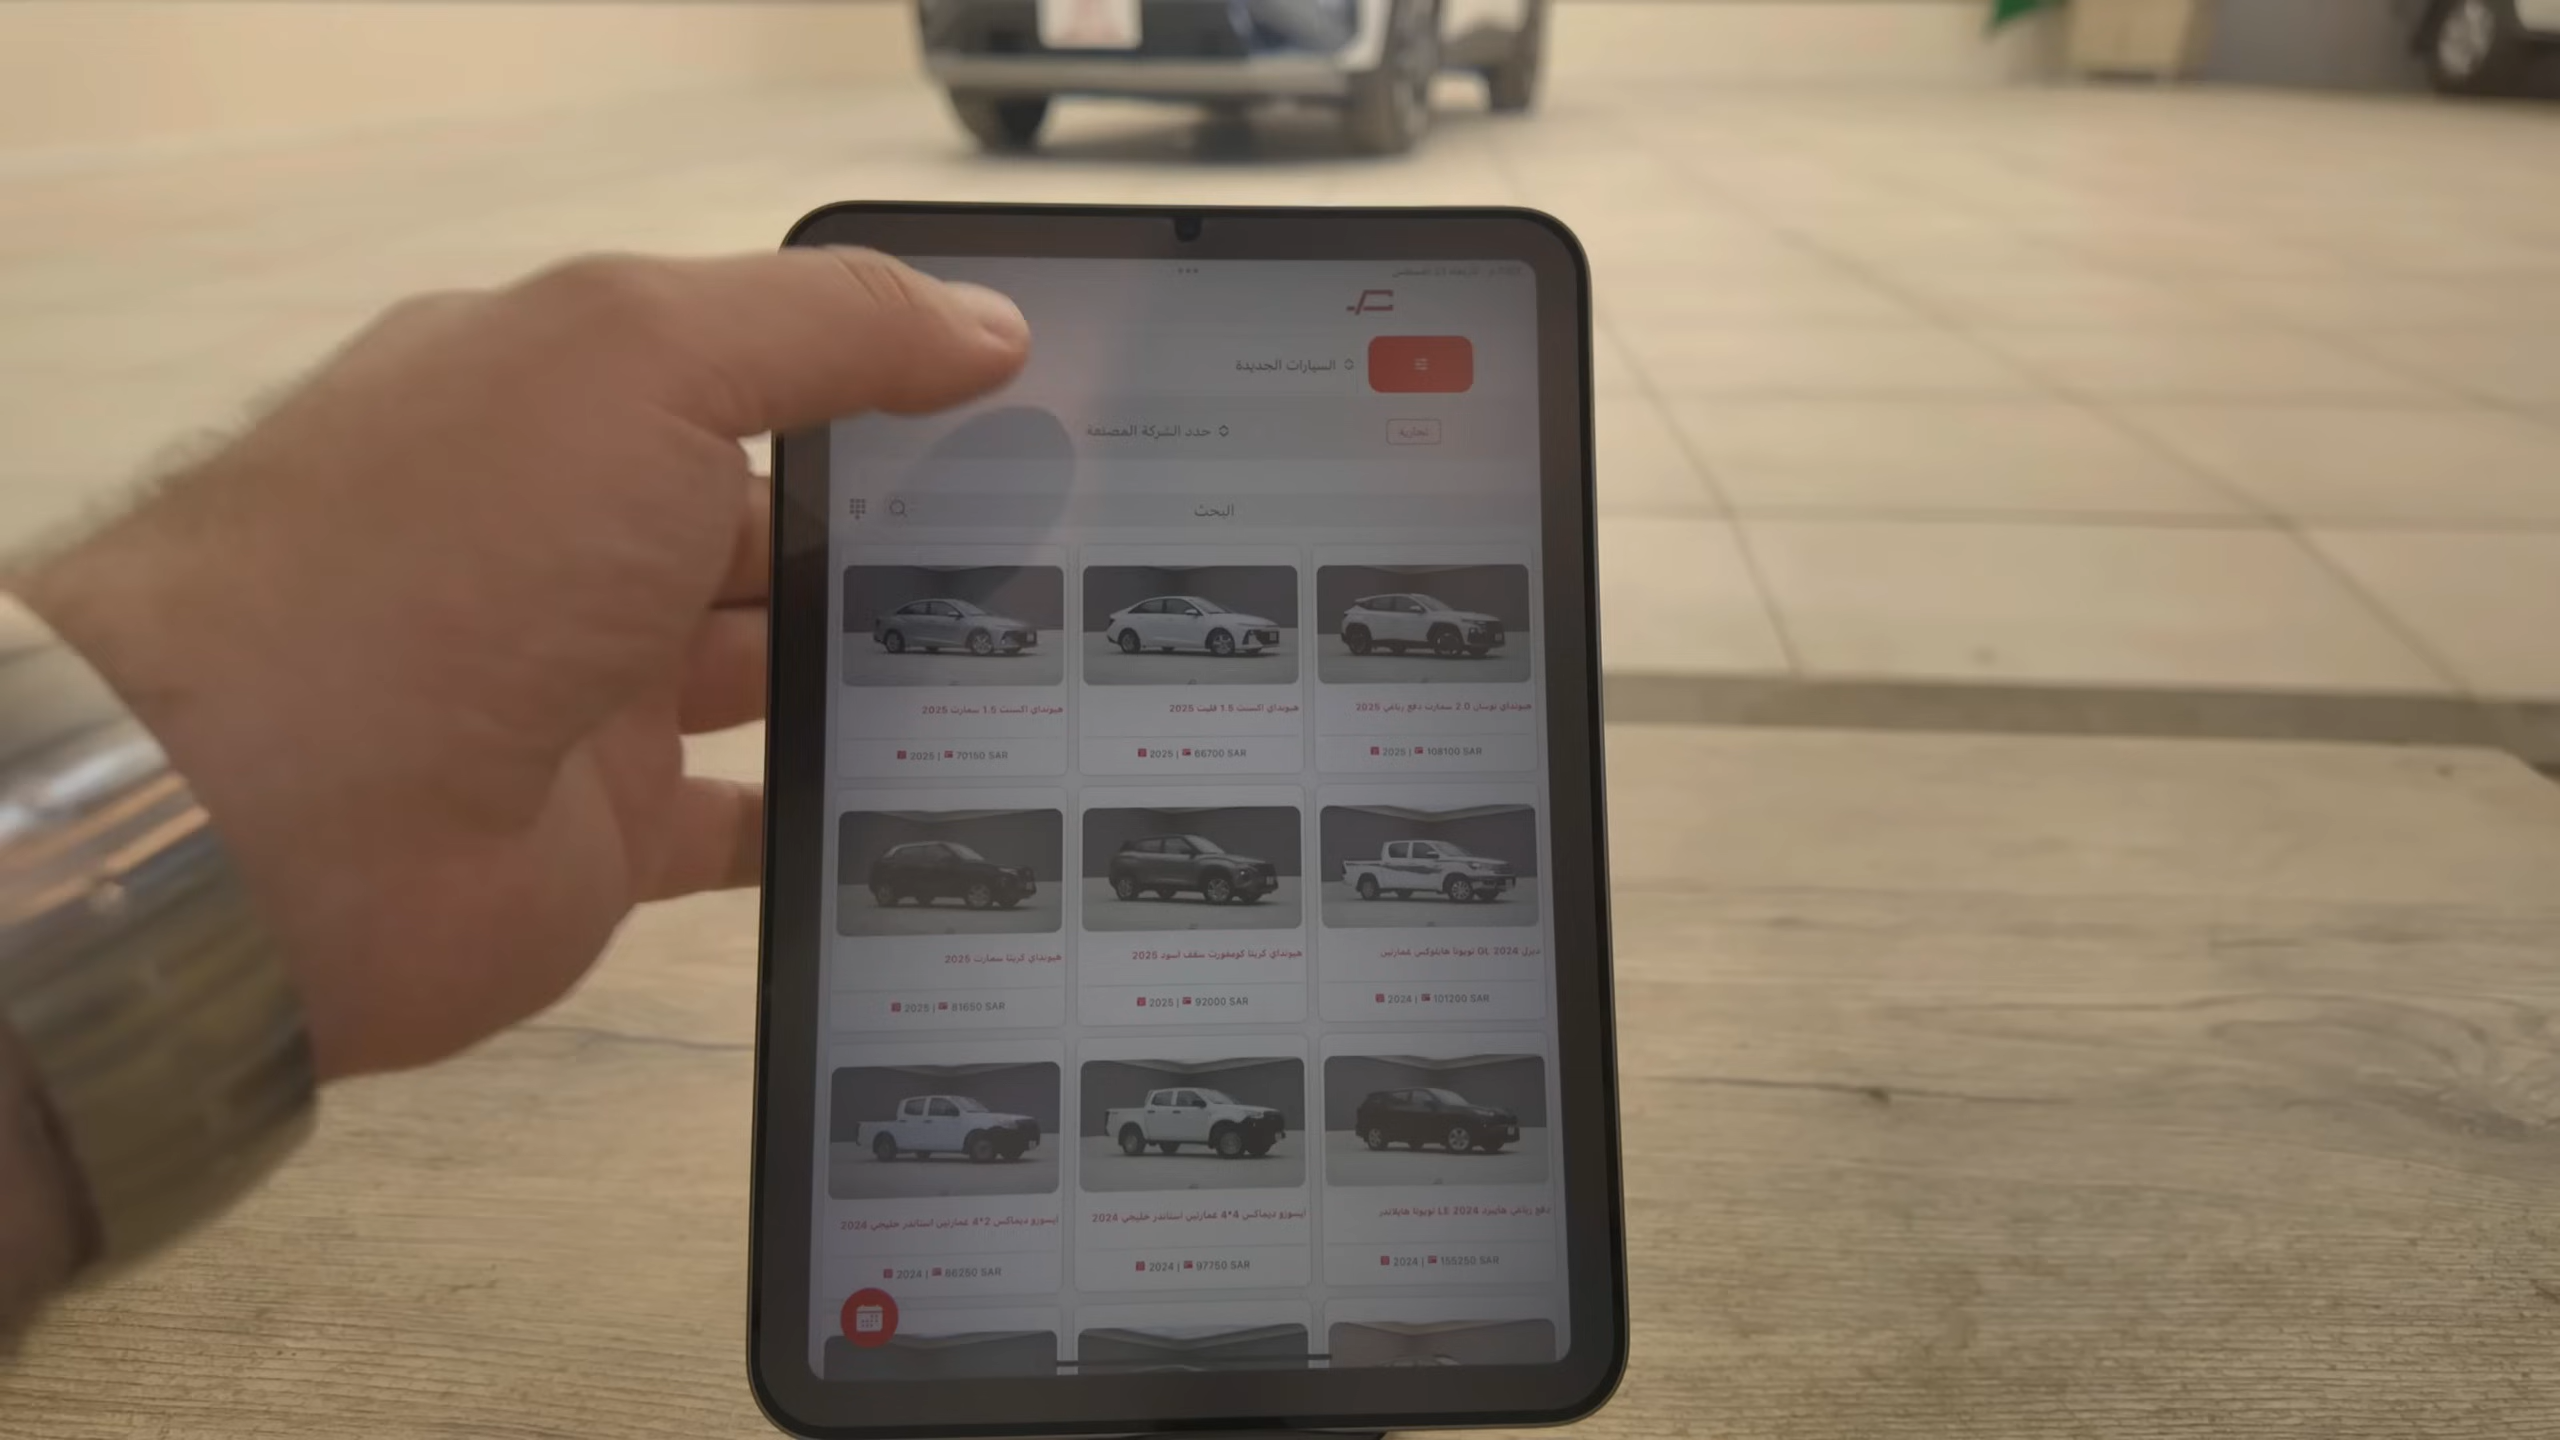 السيارات الجديدة
تجارية
حدد الشركة المصنعة
البحث
هيونداي توسان 2.0 سمارت دفع رباعي 2025
2025 | 108100 SAR
هيونداي اكسنت 1.5 فليت 2025
2025 | 66700 SAR
هيونداي اكسنت 1.5 سمارت 2025
2025 | 70150 SAR
ديزل GL 2024 تويوتا هايلوكس غمارتين
2024 | 101200 SAR
هيونداي كريتا كومفورت سقف أسود 2025
2025 | 92000 SAR
هيونداي كريتا سمارت 2025
2025 | 81650 SAR
دفع رباعي هايبرد LE 2024 تويوتا هايلاندر
2024 | 155250 SAR
ايسوزو ديماكس 4*4 غمارتين استاندر خليجي 2024
2024 | 97750 SAR
ايسوزو ديماكس 2*4 غمارتين استاندر خليجي 2024
2024 | 86250 SAR